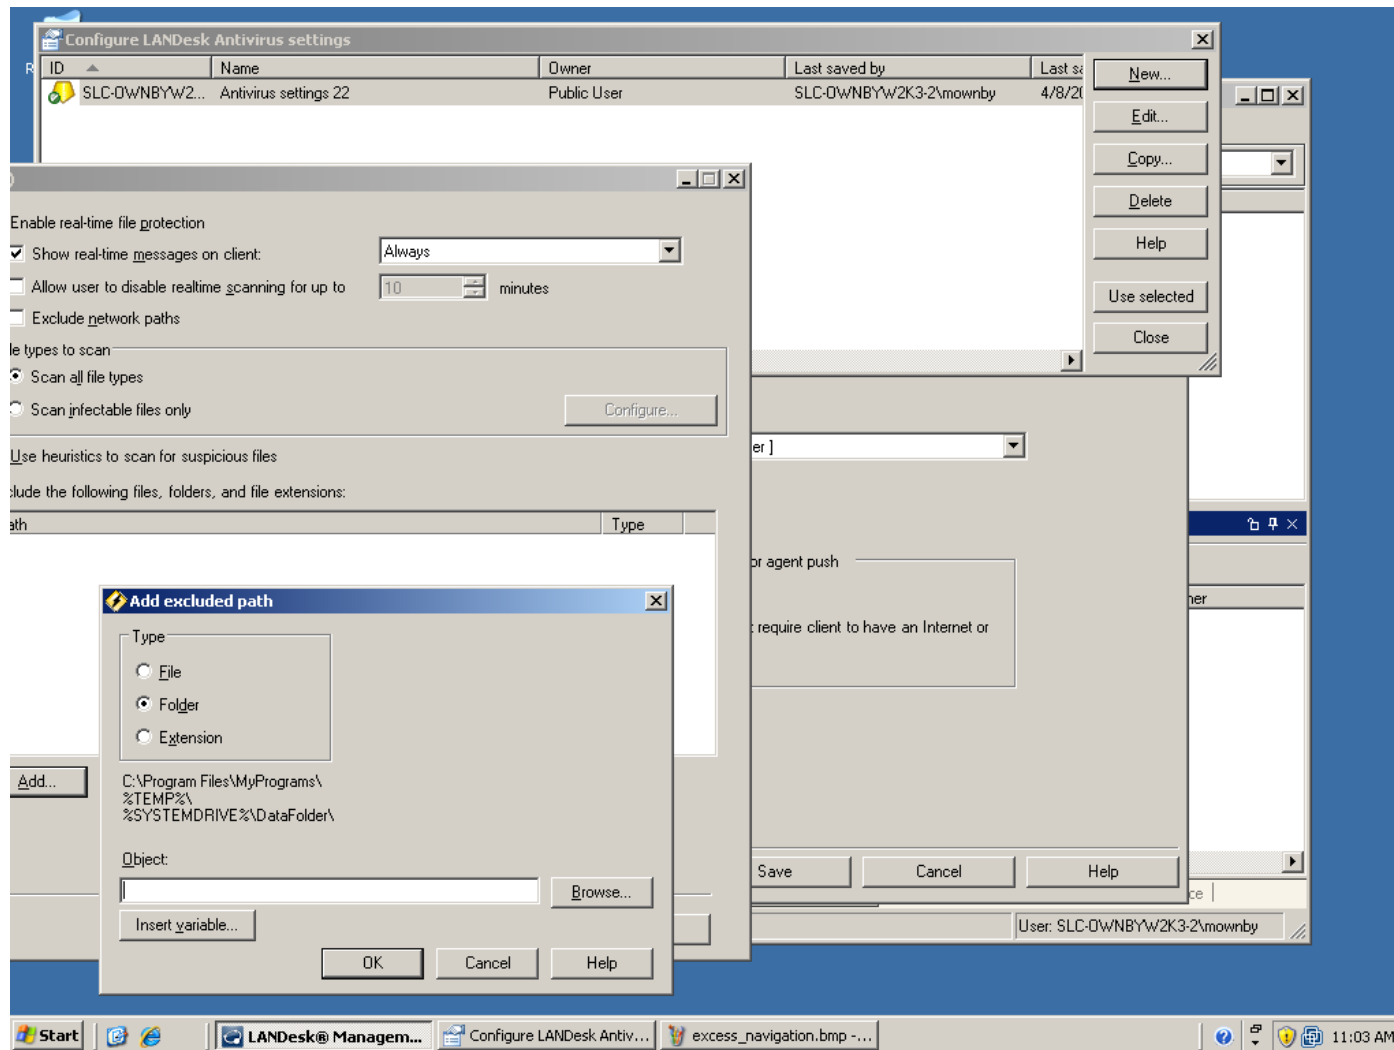 Configure LANDesk Antivirus settings
ID Name Owner Last saved by Last sa
SLC-OWNBYW2... Antivirus settings 22 Public User SLC-OWNBYW2K3-2\mownby 4/8/20
New...
Edit...
Copy...
Delete
Help
Use selected
Close
Enable real-time file protection
Show real-time messages on client: Always
Allow user to disable realtime scanning for up to 10 minutes
Exclude network paths
le types to scan
Scan all file types
Scan infectable files only Configure...
er ]
Use heuristics to scan for suspicious files
clude the following files, folders, and file extensions:
ath Type
or agent push
require client to have an Internet or
ner
Add excluded path
Type
File
Folder
Extension
Add...
C:\Program Files\MyPrograms\
%TEMP%\
%SYSTEMDRIVE%\DataFolder\
Object:
Browse...
Insert variable...
OK Cancel Help
Save Cancel Help
ce
User: SLC-OWNBYW2K3-2\mownby
Start LANDesk® Managem... Configure LANDesk Antiv... excess_navigation.bmp -... 11:03 AM